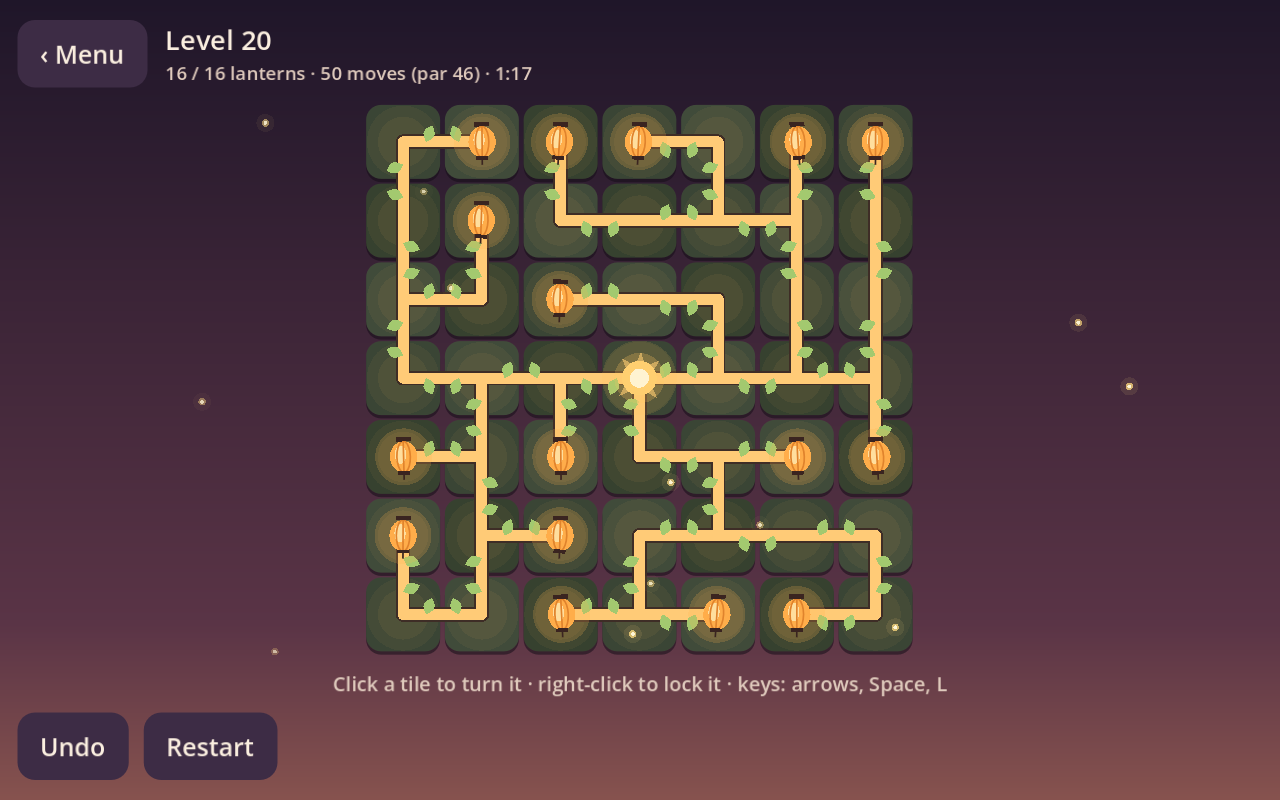 ‹ Menu
Level 20
16 / 16 lanterns · 50 moves (par 46) · 1:17
Click a tile to turn it · right-click to lock it · keys: arrows, Space, L
Undo
Restart